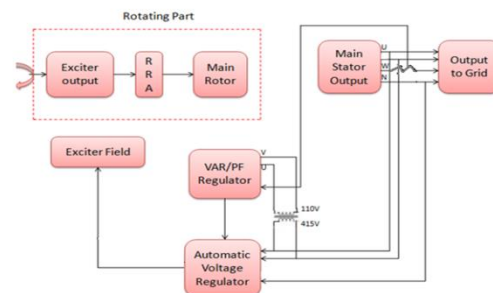 Rotating Part
Exciter
output
R
R
A
Main
Rotor
Main
Stator
Output
U
W
N
Output
to Grid
Exciter Field
VAR/PF
Regulator
V
U
110V
415V
Automatic
Voltage
Regulator